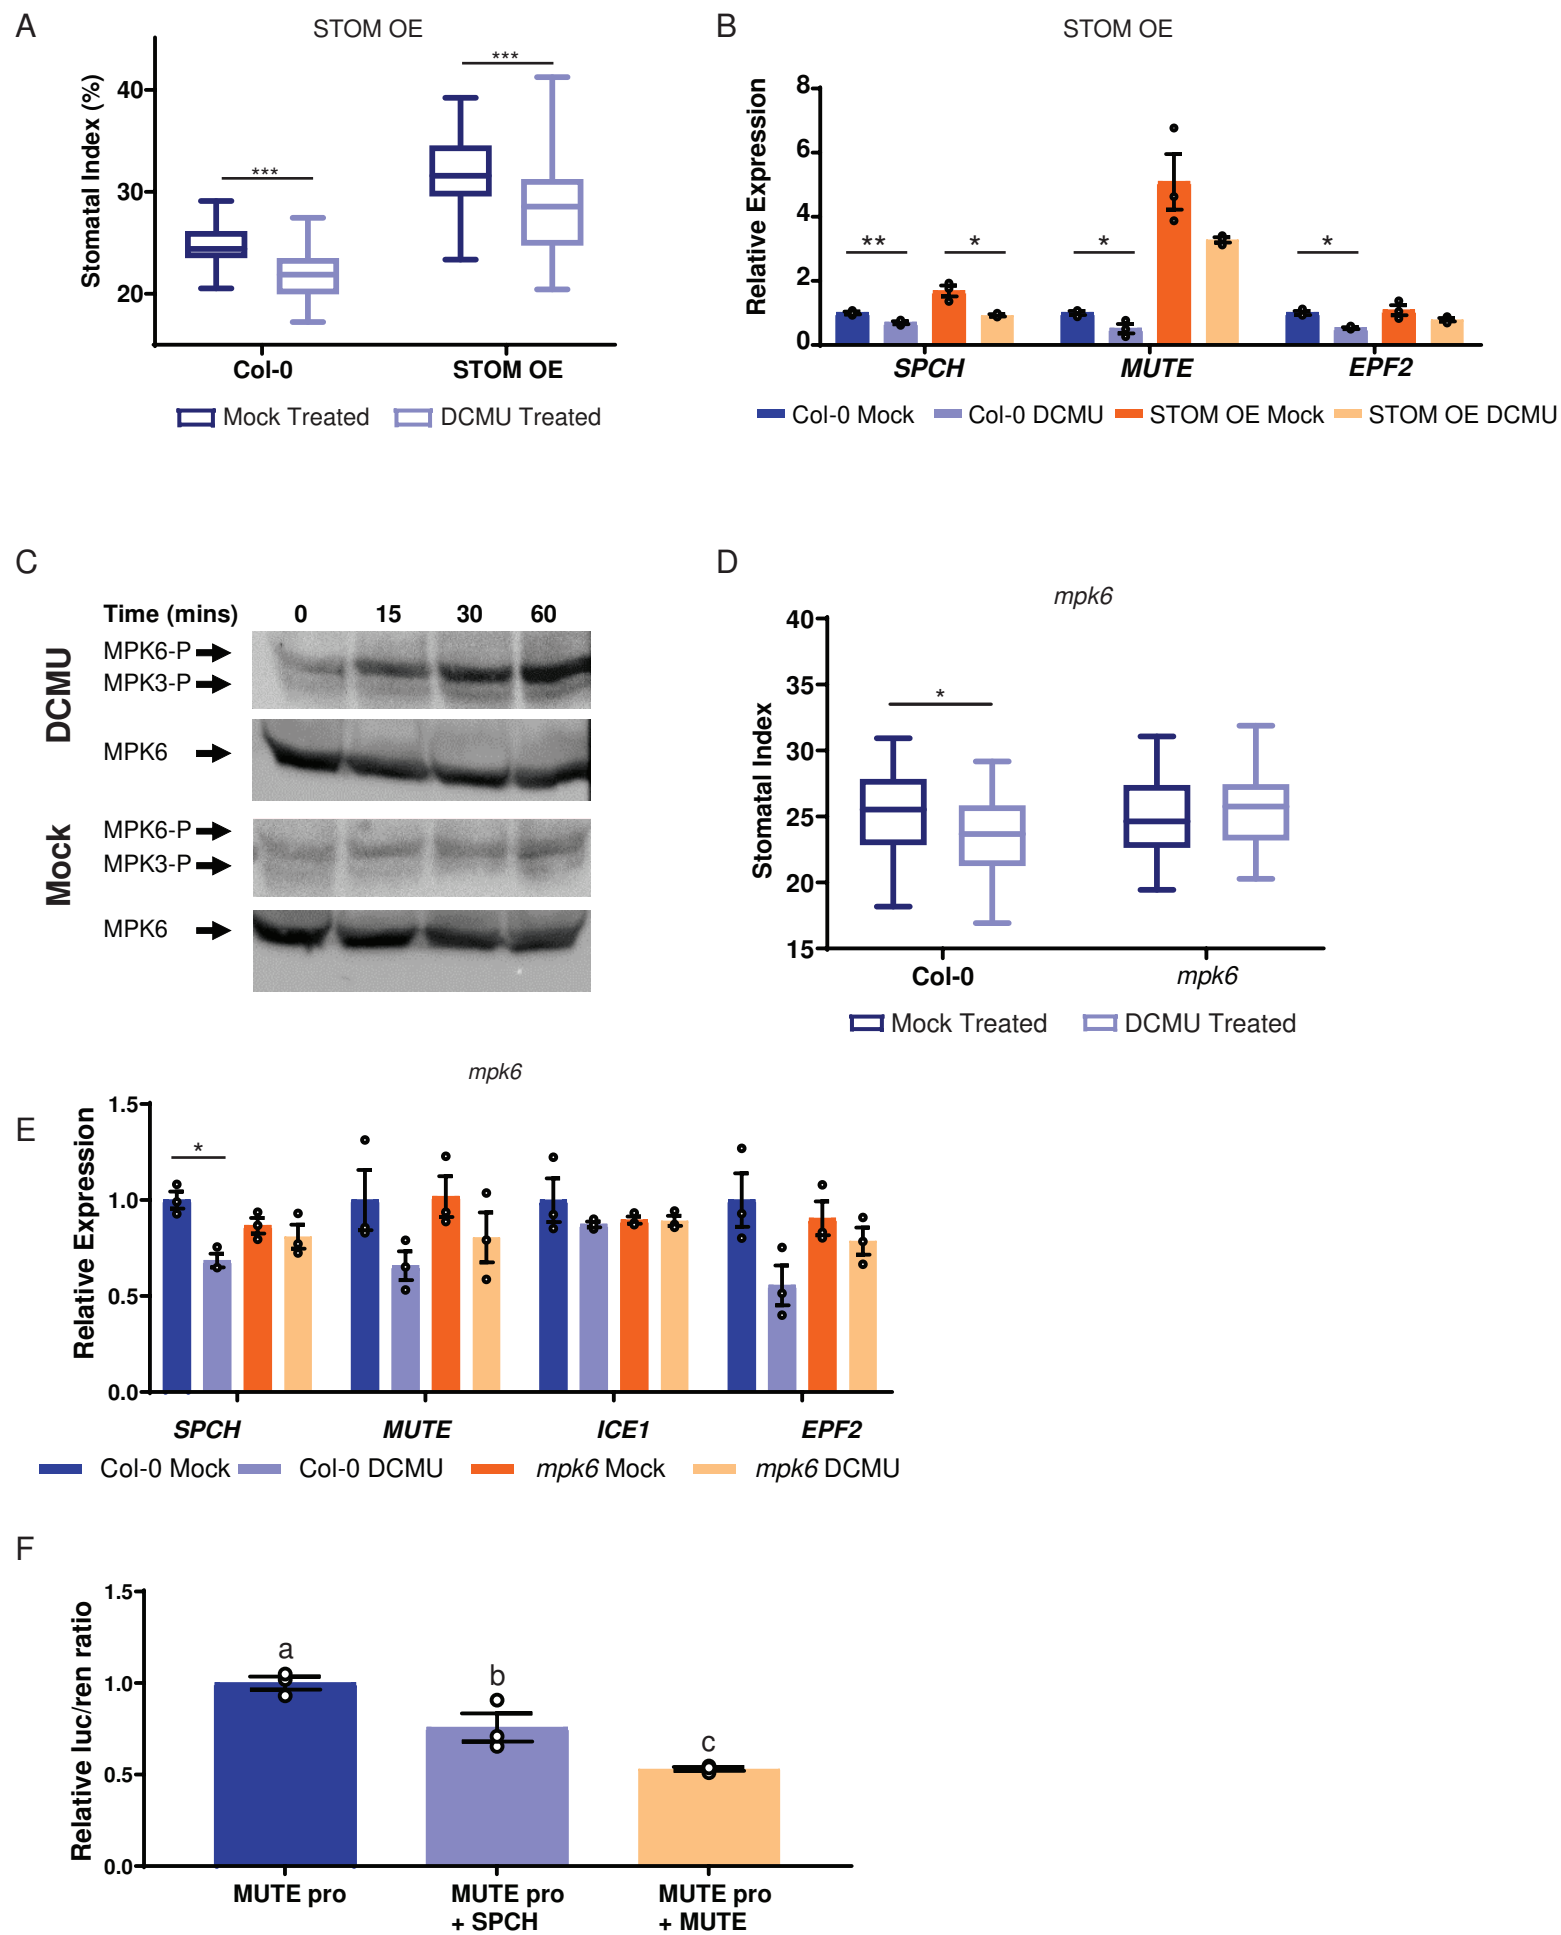 A
STOM OE
Stomatal Index (%)
40
30
20
***
***
Col-0
STOM OE
Mock Treated
DCMU Treated
B
STOM OE
Relative Expression
8
6
4
2
0
**
*
*
*
SPCH
MUTE
EPF2
Col-0 Mock
Col-0 DCMU
STOM OE Mock
STOM OE DCMU
C
Time (mins)
0
15
30
60
DCMU
MPK6-P
MPK3-P
MPK6
Mock
MPK6-P
MPK3-P
MPK6
D
mpk6
Stomatal Index
40
35
30
25
20
15
*
Col-0
mpk6
Mock Treated
DCMU Treated
E
mpk6
Relative Expression
1.5
1.0
0.5
0.0
*
SPCH
MUTE
ICE1
EPF2
Col-0 Mock
Col-0 DCMU
mpk6 Mock
mpk6 DCMU
F
Relative luc/ren ratio
1.5
1.0
0.5
0.0
a
b
c
MUTE pro
MUTE pro
+ SPCH
MUTE pro
+ MUTE